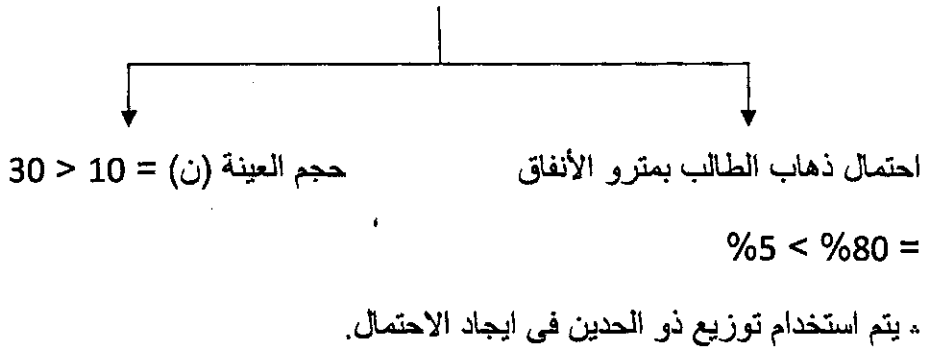 احتمال ذهاب الطالب بمترو الأنفاق
حجم العينة (ن) = 10 < 30
= 80% > 5%
* يتم استخدام توزيع ذو الحدين فى ايجاد الاحتمال.